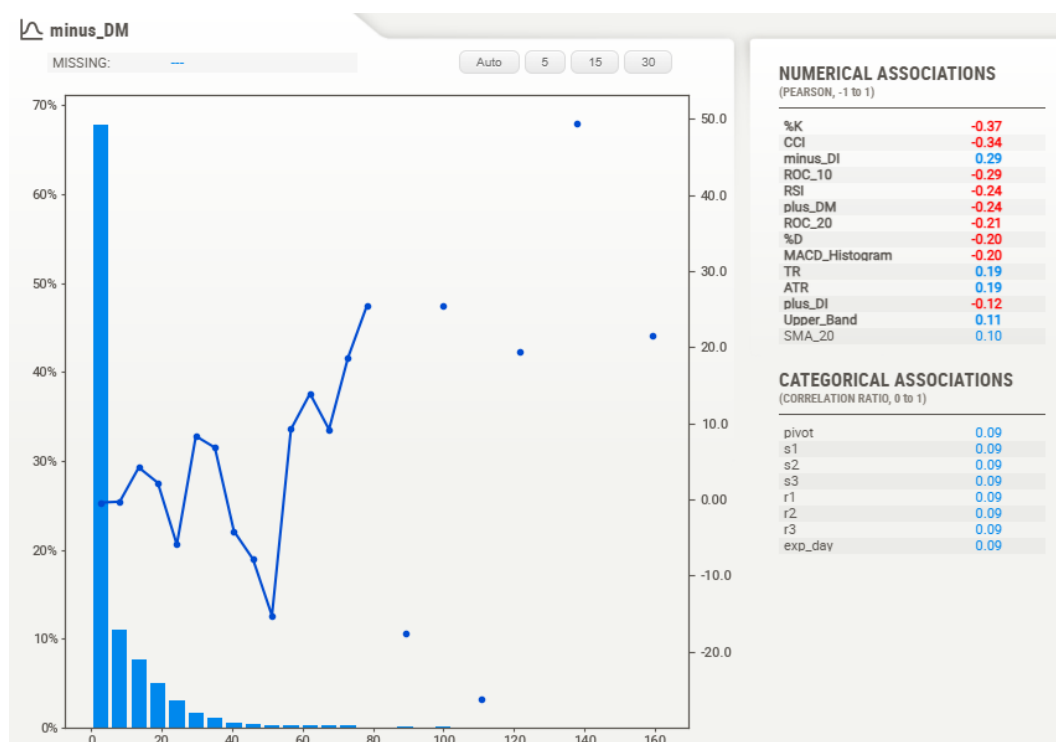 minus_DM
MISSING: ---
Auto 5 15 30
70%
60%
50%
40%
30%
20%
10%
0%
50.0
40.0
30.0
20.0
10.0
0.00
-10.0
-20.0
0 20 40 60 80 100 120 140 160
NUMERICAL ASSOCIATIONS
(PEARSON, -1 to 1)
%K -0.37
CCI -0.34
minus_DI 0.29
ROC_10 -0.29
RSI -0.24
plus_DM -0.24
ROC_20 -0.21
%D -0.20
MACD_Histogram -0.20
TR 0.19
ATR 0.19
plus_DI -0.12
Upper_Band 0.11
SMA_20 0.10
CATEGORICAL ASSOCIATIONS
(CORRELATION RATIO, 0 to 1)
pivot 0.09
s1 0.09
s2 0.09
s3 0.09
r1 0.09
r2 0.09
r3 0.09
exp_day 0.09